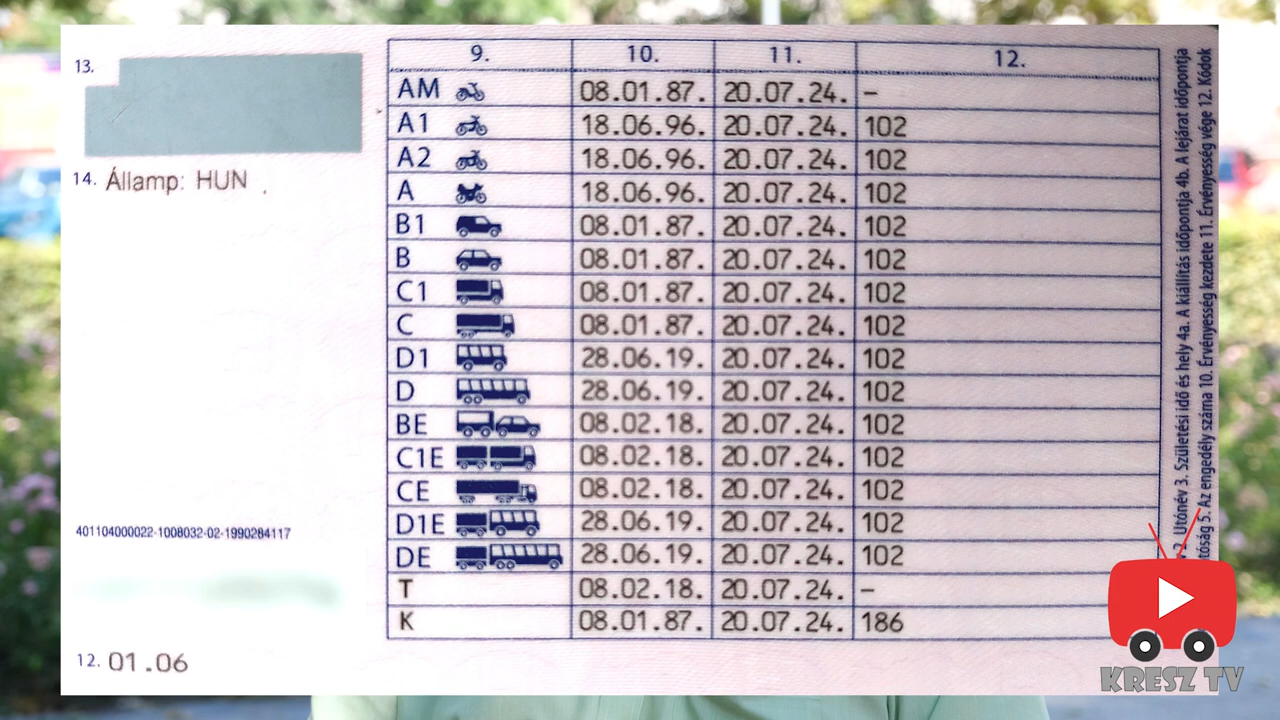 13.
14. Állampː HUN
401104000022-1008032-02-1990284117
12. 01.06
9. 10. 11. 12.
AM 08.01.87. 20.07.24. –
A1 18.06.96. 20.07.24. 102
A2 18.06.96. 20.07.24. 102
A 18.06.96. 20.07.24. 102
B1 08.01.87. 20.07.24. 102
B 08.01.87. 20.07.24. 102
C1 08.01.87. 20.07.24. 102
C 08.01.87. 20.07.24. 102
D1 28.06.19. 20.07.24. 102
D 28.06.19. 20.07.24. 102
BE 08.02.18. 20.07.24. 102
C1E 08.02.18. 20.07.24. 102
CE 08.02.18. 20.07.24. 102
D1E 28.06.19. 20.07.24. 102
DE 28.06.19. 20.07.24. 102
T 08.02.18. 20.07.24. –
K 08.01.87. 20.07.24. 186
2. Utónév 3. Születési idő és hely 4a. A kiállítás időpontja 4b. A lejárat időpontja
5. Az engedély száma 10. Érvényesség kezdete 11. Érvényesség vége 12. Kódok
KRESZ TV